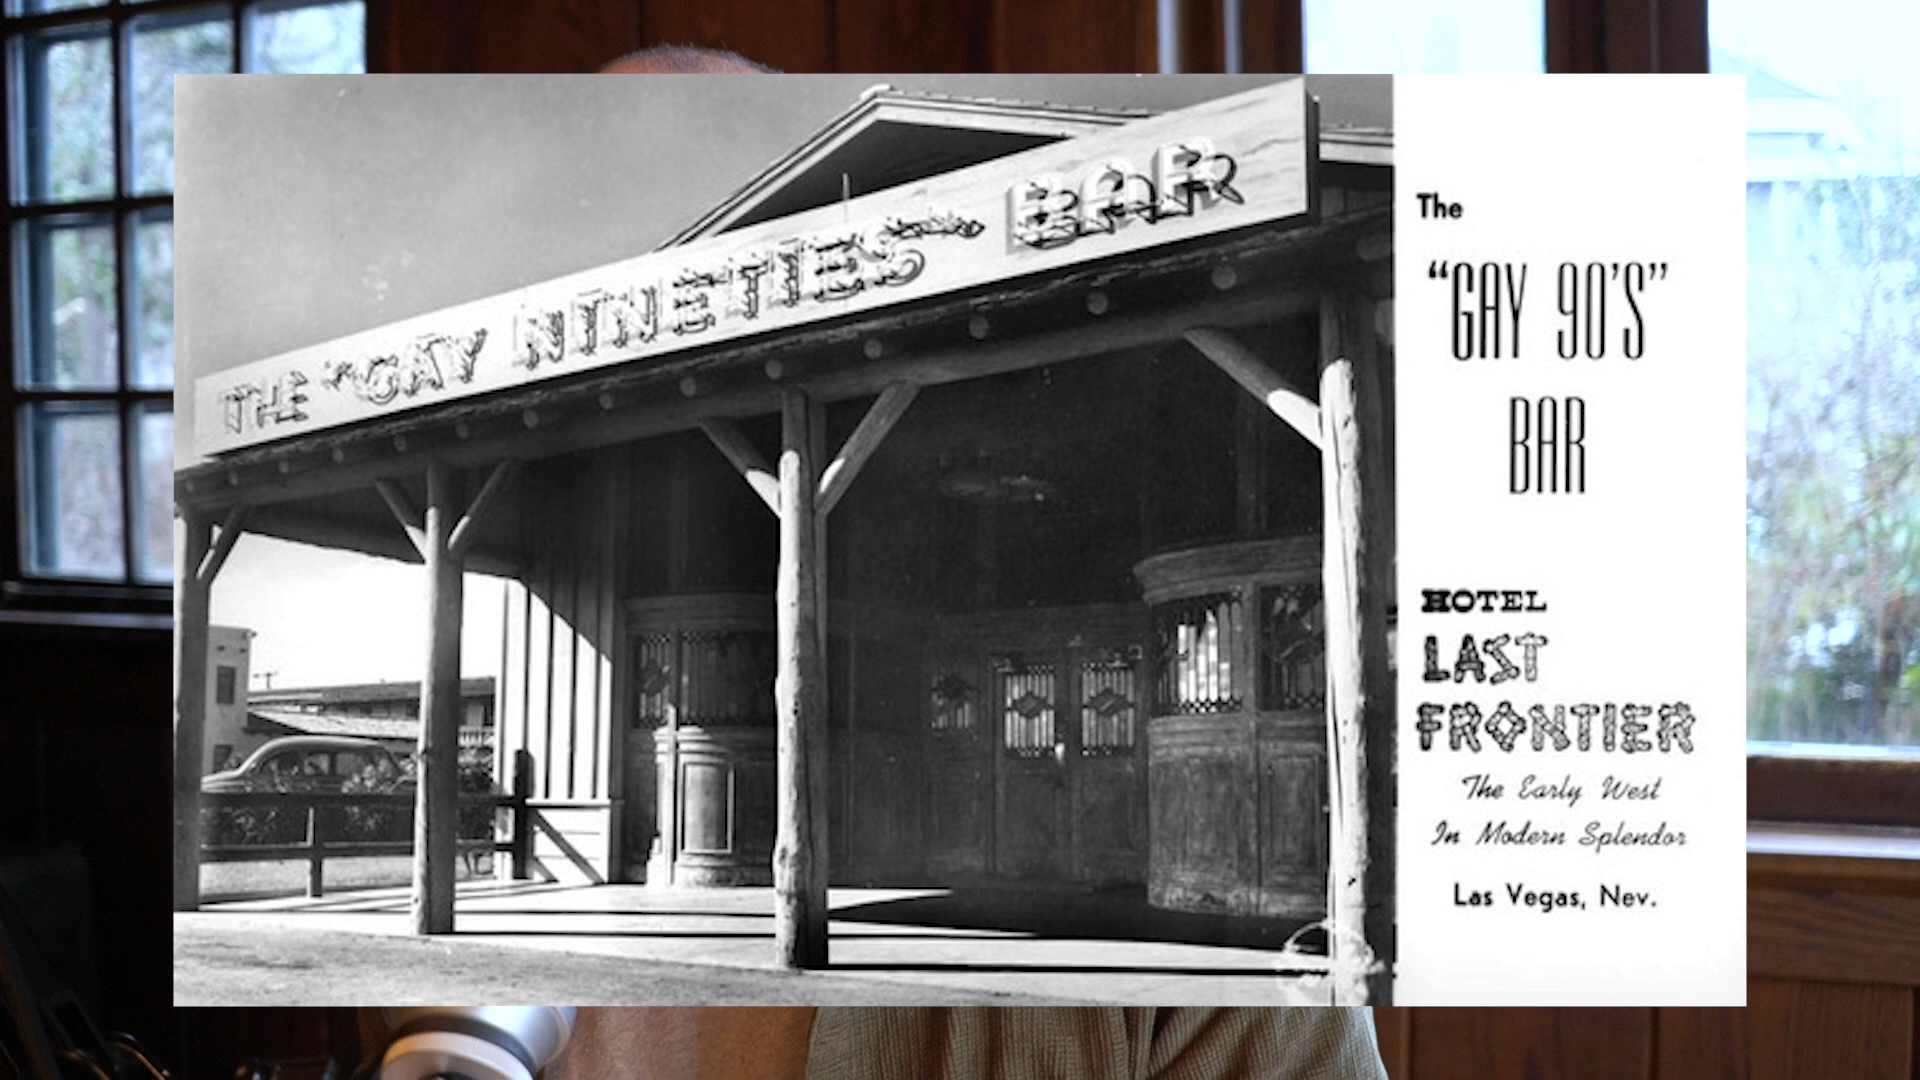 THE "GAY NINETIES" BAR
The
"GAY 90'S"
BAR
HOTEL
LAST
FRONTIER
The Early West
In Modern Splendor
Las Vegas, Nev.